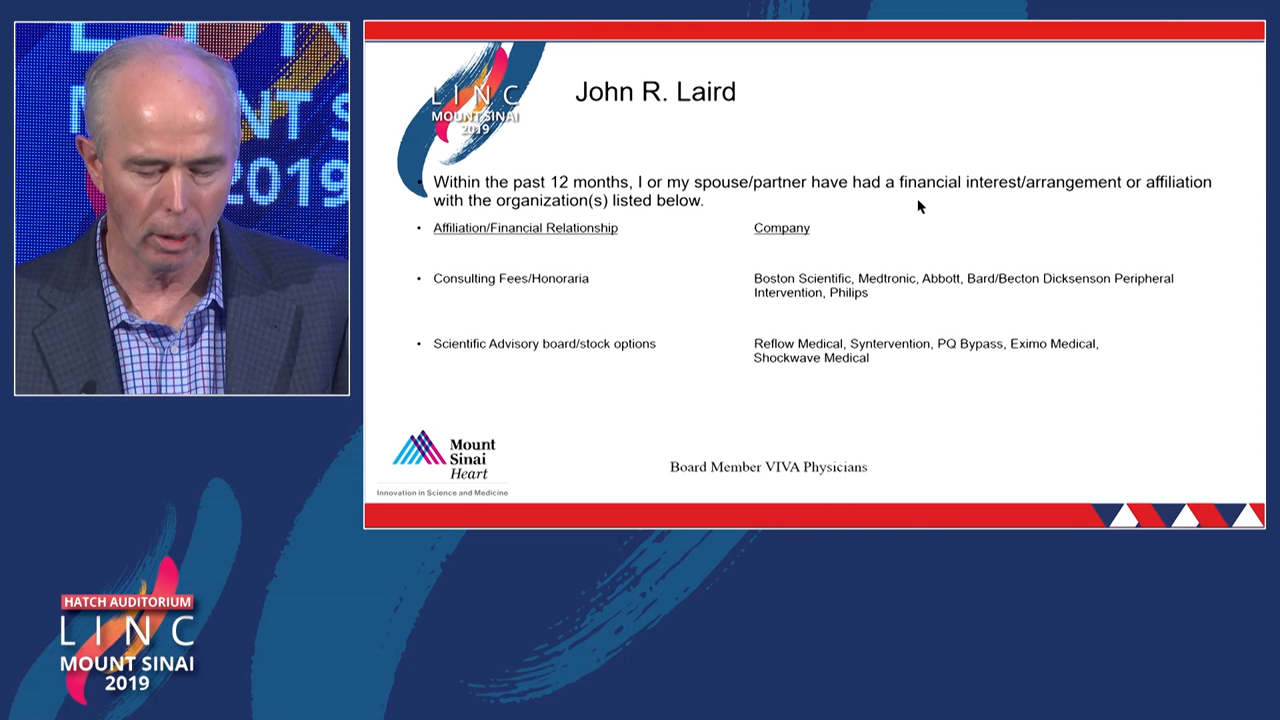 L I N
MOUNT S
2019
LINC
MOUNT SINAI
2019
John R. Laird
• Within the past 12 months, I or my spouse/partner have had a financial interest/arrangement or affiliation
with the organization(s) listed below.
• Affiliation/Financial Relationship Company
• Consulting Fees/Honoraria Boston Scientific, Medtronic, Abbott, Bard/Becton Dicksenson Peripheral
Intervention, Philips
• Scientific Advisory board/stock options Reflow Medical, Syntervention, PQ Bypass, Eximo Medical,
Shockwave Medical
Mount
Sinai
Heart
Innovation in Science and Medicine
Board Member VIVA Physicians
HATCH AUDITORIUM
LINC
MOUNT SINAI
2019